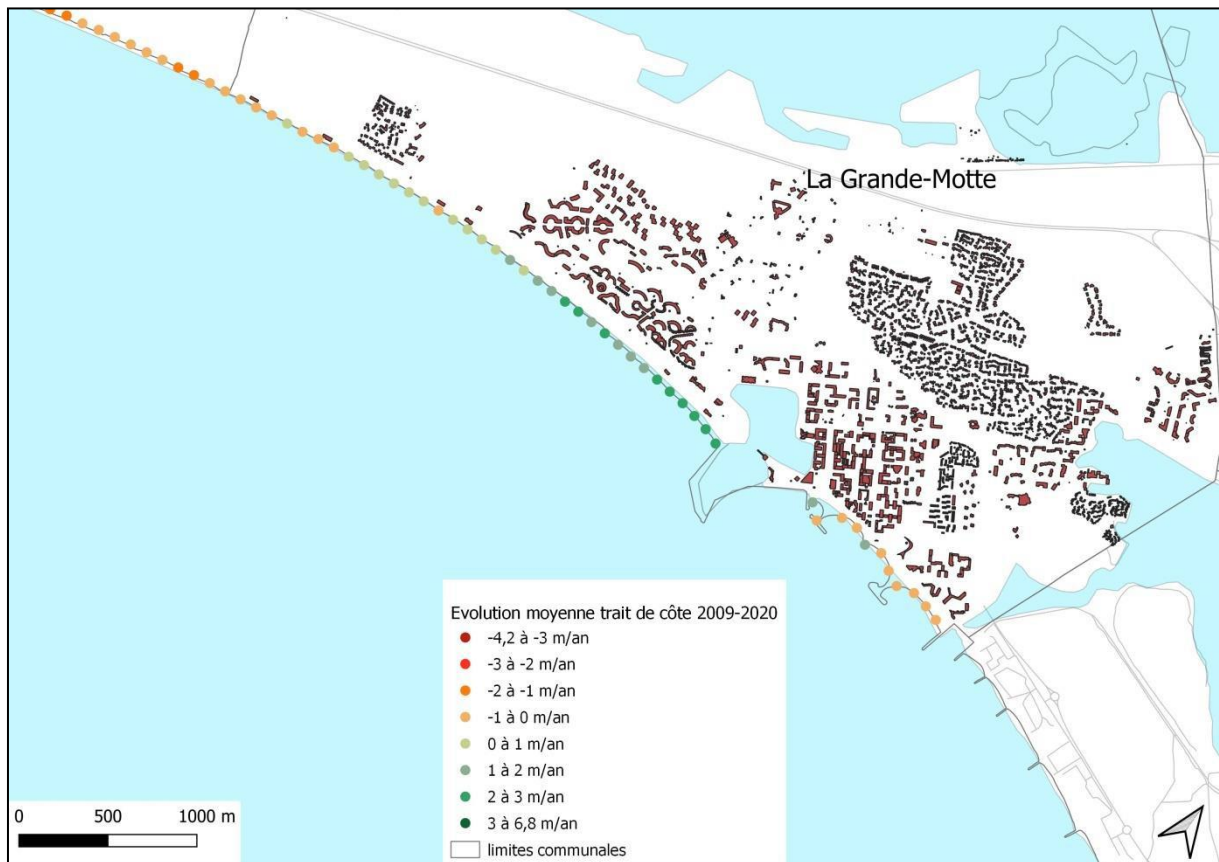 La Grande-Motte
Evolution moyenne trait de côte 2009-2020
-4,2 à -3 m/an
-3 à -2 m/an
-2 à -1 m/an
-1 à 0 m/an
0 à 1 m/an
1 à 2 m/an
2 à 3 m/an
3 à 6,8 m/an
limites communales
0 500 1000 m